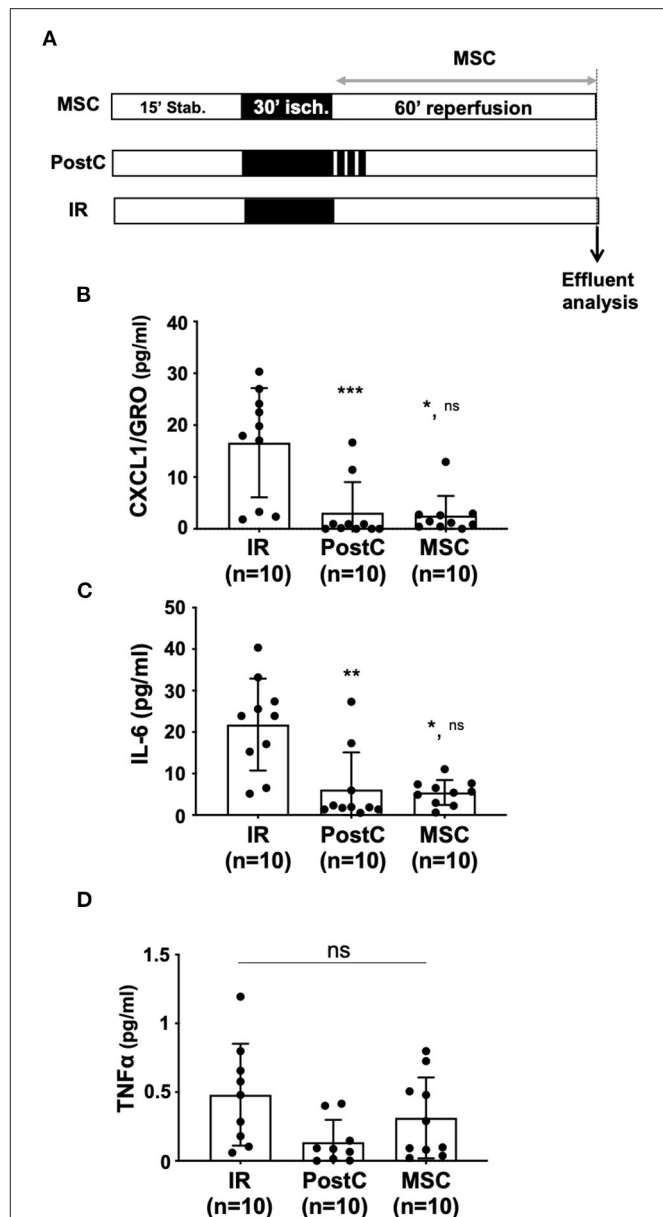 A
MSC
MSC
15' Stab.
30' isch.
60' reperfusion
PostC
IR
Effluent
analysis
B
CXCL1/GRO (pg/ml)
40
30
20
10
0
***
*, ns
IR
(n=10)
PostC
(n=10)
MSC
(n=10)
C
IL-6 (pg/ml)
50
40
30
20
10
0
**
*, ns
IR
(n=10)
PostC
(n=10)
MSC
(n=10)
D
TNFα (pg/ml)
1.5
1
0.5
0
ns
IR
(n=10)
PostC
(n=10)
MSC
(n=10)